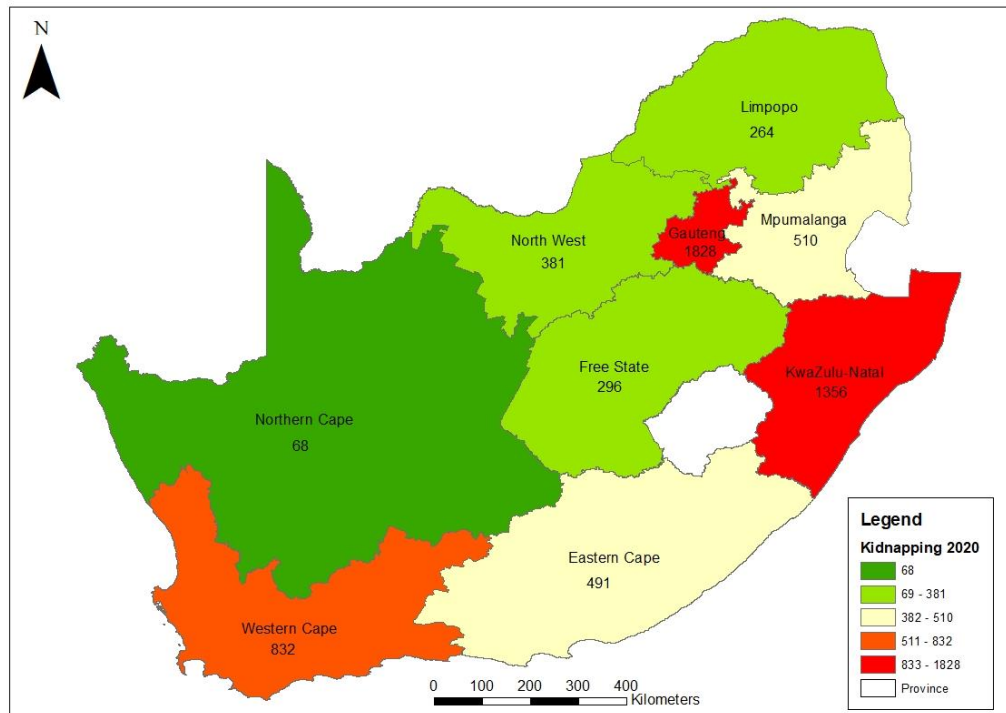 N
Limpopo
264
Mpumalanga
510
Gauteng
1828
North West
381
Free State
296
KwaZulu-Natal
1356
Northern Cape
68
Eastern Cape
491
Western Cape
832
Legend
Kidnapping 2020
68
69 - 381
382 - 510
511 - 832
833 - 1828
Province
0 100 200 300 400
Kilometers